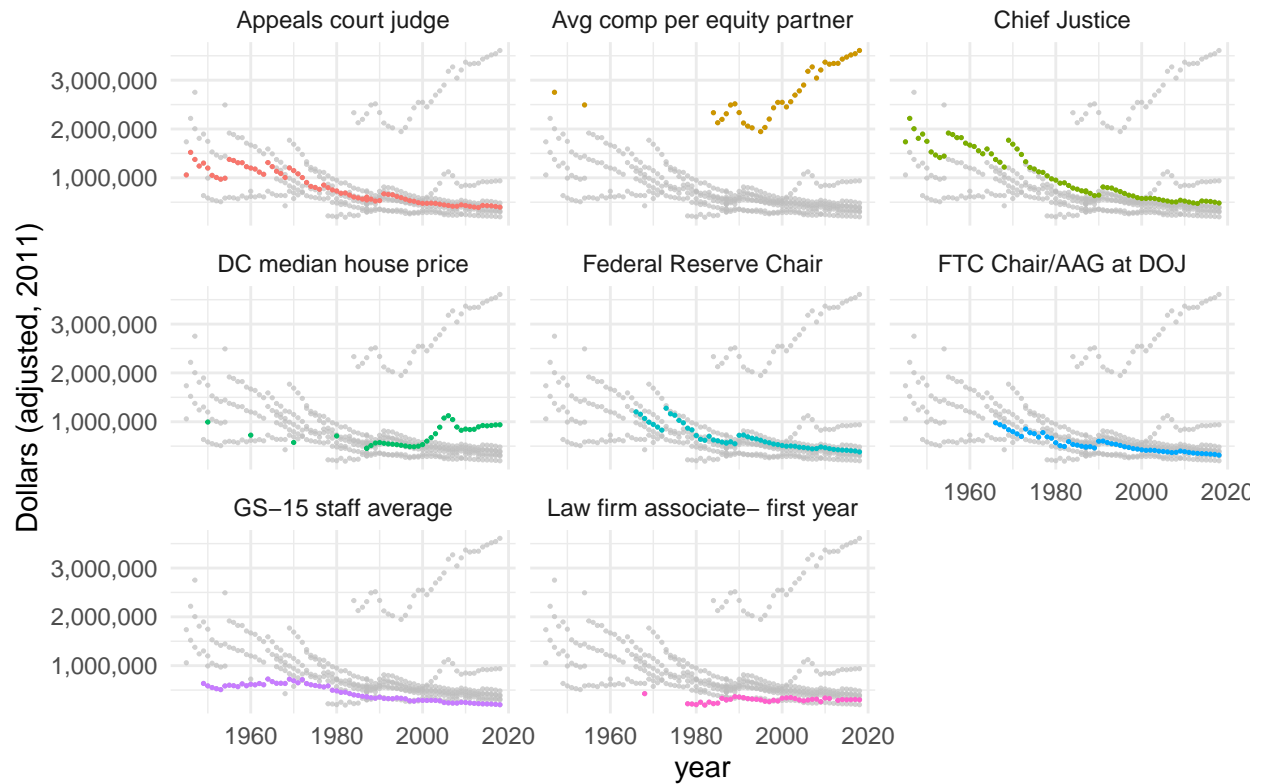 Appeals court judge
Avg comp per equity partner
Chief Justice
3,000,000
2,000,000
1,000,000
DC median house price
Federal Reserve Chair
FTC Chair/AAG at DOJ
3,000,000
2,000,000
1,000,000
1960 1980 2000 2020
GS−15 staff average
Law firm associate− first year
3,000,000
2,000,000
1,000,000
1960 1980 2000 2020
1960 1980 2000 2020
year
Dollars (adjusted, 2011)